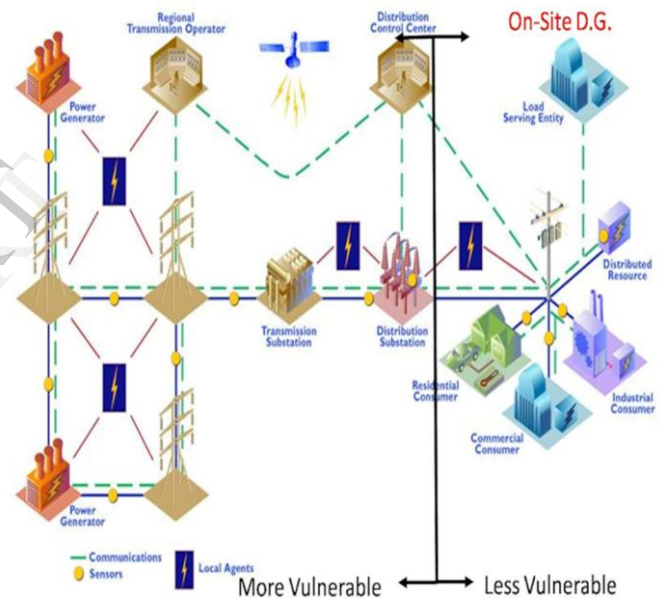 Regional
Transmission Operator
Distribution
Control Center
On-Site D.G.
Power
Generator
Load
Serving Entity
Distributed
Resource
Transmission
Substation
Distribution
Substation
Residential
Consumer
Industrial
Consumer
Commercial
Consumer
Power
Generator
Communications
Sensors
Local Agents
More Vulnerable
Less Vulnerable